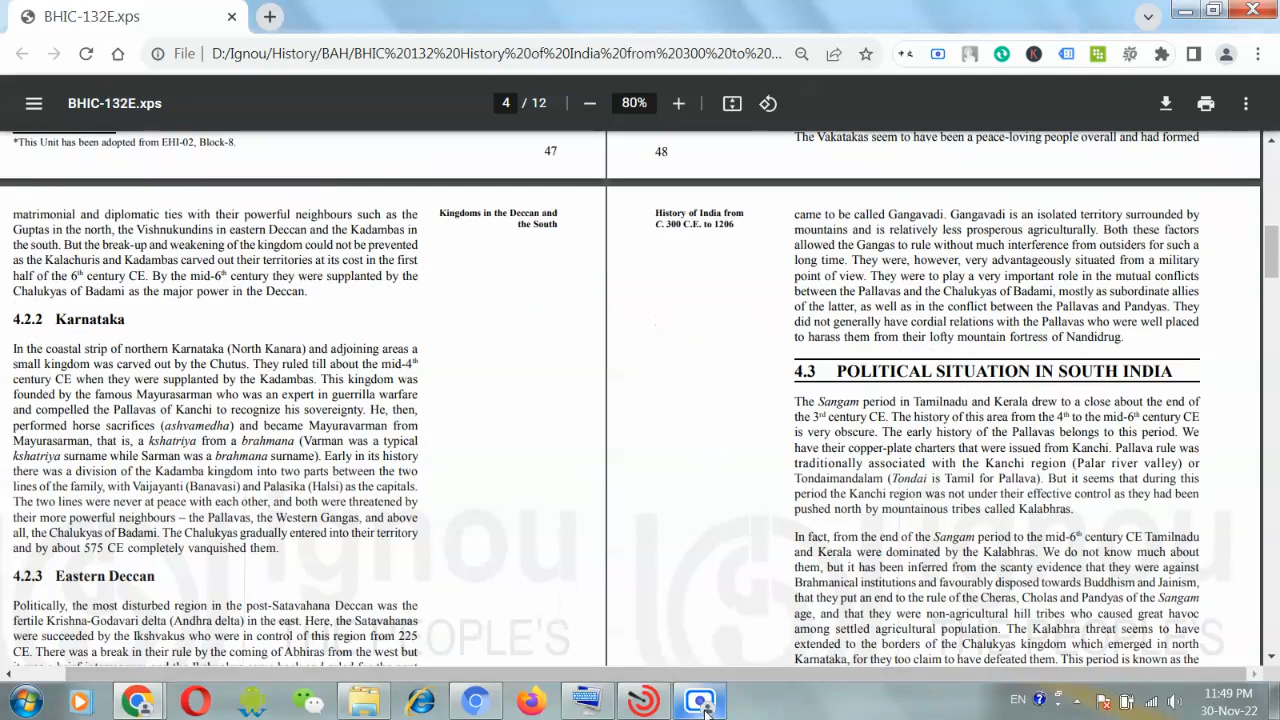 BHIC-132E.xps
File
D:/Ignou/History/BAH/BHIC%20132%20History%20of%20India%20from%20300%20to%20...
BHIC-132E.xps
4 / 12
80%
*This Unit has been adopted from EHI-02, Block-8.
47
48
The Vakatakas seem to have been a peace-loving people overall and had formed
matrimonial and diplomatic ties with their powerful neighbours such as the
Guptas in the north, the Vishnukundins in eastern Deccan and the Kadambas in
the south. But the break-up and weakening of the kingdom could not be prevented
as the Kalachuris and Kadambas carved out their territories at its cost in the first
half of the 6th century CE. By the mid-6th century they were supplanted by the
Chalukyas of Badami as the major power in the Deccan.
4.2.2 Karnataka
In the coastal strip of northern Karnataka (North Kanara) and adjoining areas a
small kingdom was carved out by the Chutus. They ruled till about the mid-4th
century CE when they were supplanted by the Kadambas. This kingdom was
founded by the famous Mayurasarman who was an expert in guerrilla warfare
and compelled the Pallavas of Kanchi to recognize his sovereignty. He, then,
performed horse sacrifices (ashvamedha) and became Mayuravarman from
Mayurasarman, that is, a kshatriya from a brahmana (Varman was a typical
kshatriya surname while Sarman was a brahmana surname). Early in its history
there was a division of the Kadamba kingdom into two parts between the two
lines of the family, with Vaijayanti (Banavasi) and Palasika (Halsi) as the capitals.
The two lines were never at peace with each other, and both were threatened by
their more powerful neighbours – the Pallavas, the Western Gangas, and above
all, the Chalukyas of Badami. The Chalukyas gradually entered into their territory
and by about 575 CE completely vanquished them.
4.2.3 Eastern Deccan
Politically, the most disturbed region in the post-Satavahana Deccan was the
fertile Krishna-Godavari delta (Andhra delta) in the east. Here, the Satavahanas
were succeeded by the Ikshvakus who were in control of this region from 225
CE. There was a break in their rule by the coming of Abhiras from the west but
Kingdoms in the Deccan and
the South
History of India from
C. 300 C.E. to 1206
came to be called Gangavadi. Gangavadi is an isolated territory surrounded by
mountains and is relatively less prosperous agriculturally. Both these factors
allowed the Gangas to rule without much interference from outsiders for such a
long time. They were, however, very advantageously situated from a military
point of view. They were to play a very important role in the mutual conflicts
between the Pallavas and the Chalukyas of Badami, mostly as subordinate allies
of the latter, as well as in the conflict between the Pallavas and Pandyas. They
did not generally have cordial relations with the Pallavas who were well placed
to harass them from their lofty mountain fortress of Nandidrug.
4.3 POLITICAL SITUATION IN SOUTH INDIA
The Sangam period in Tamilnadu and Kerala drew to a close about the end of
the 3rd century CE. The history of this area from the 4th to the mid-6th century CE
is very obscure. The early history of the Pallavas belongs to this period. We
have their copper-plate charters that were issued from Kanchi. Pallava rule was
traditionally associated with the Kanchi region (Palar river valley) or
Tondaimandalam (Tondai is Tamil for Pallava). But it seems that during this
period the Kanchi region was not under their effective control as they had been
pushed north by mountainous tribes called Kalabhras.
In fact, from the end of the Sangam period to the mid-6th century CE Tamilnadu
and Kerala were dominated by the Kalabhras. We do not know much about
them, but it has been inferred from the scanty evidence that they were against
Brahmanical institutions and favourably disposed towards Buddhism and Jainism,
that they put an end to the rule of the Cheras, Cholas and Pandyas of the Sangam
age, and that they were non-agricultural hill tribes who caused great havoc
among settled agricultural population. The Kalabhra threat seems to have
extended to the borders of the Chalukyas kingdom which emerged in north
Karnataka, for they too claim to have defeated them. This period is known as the
EN
11:49 PM
30-Nov-22